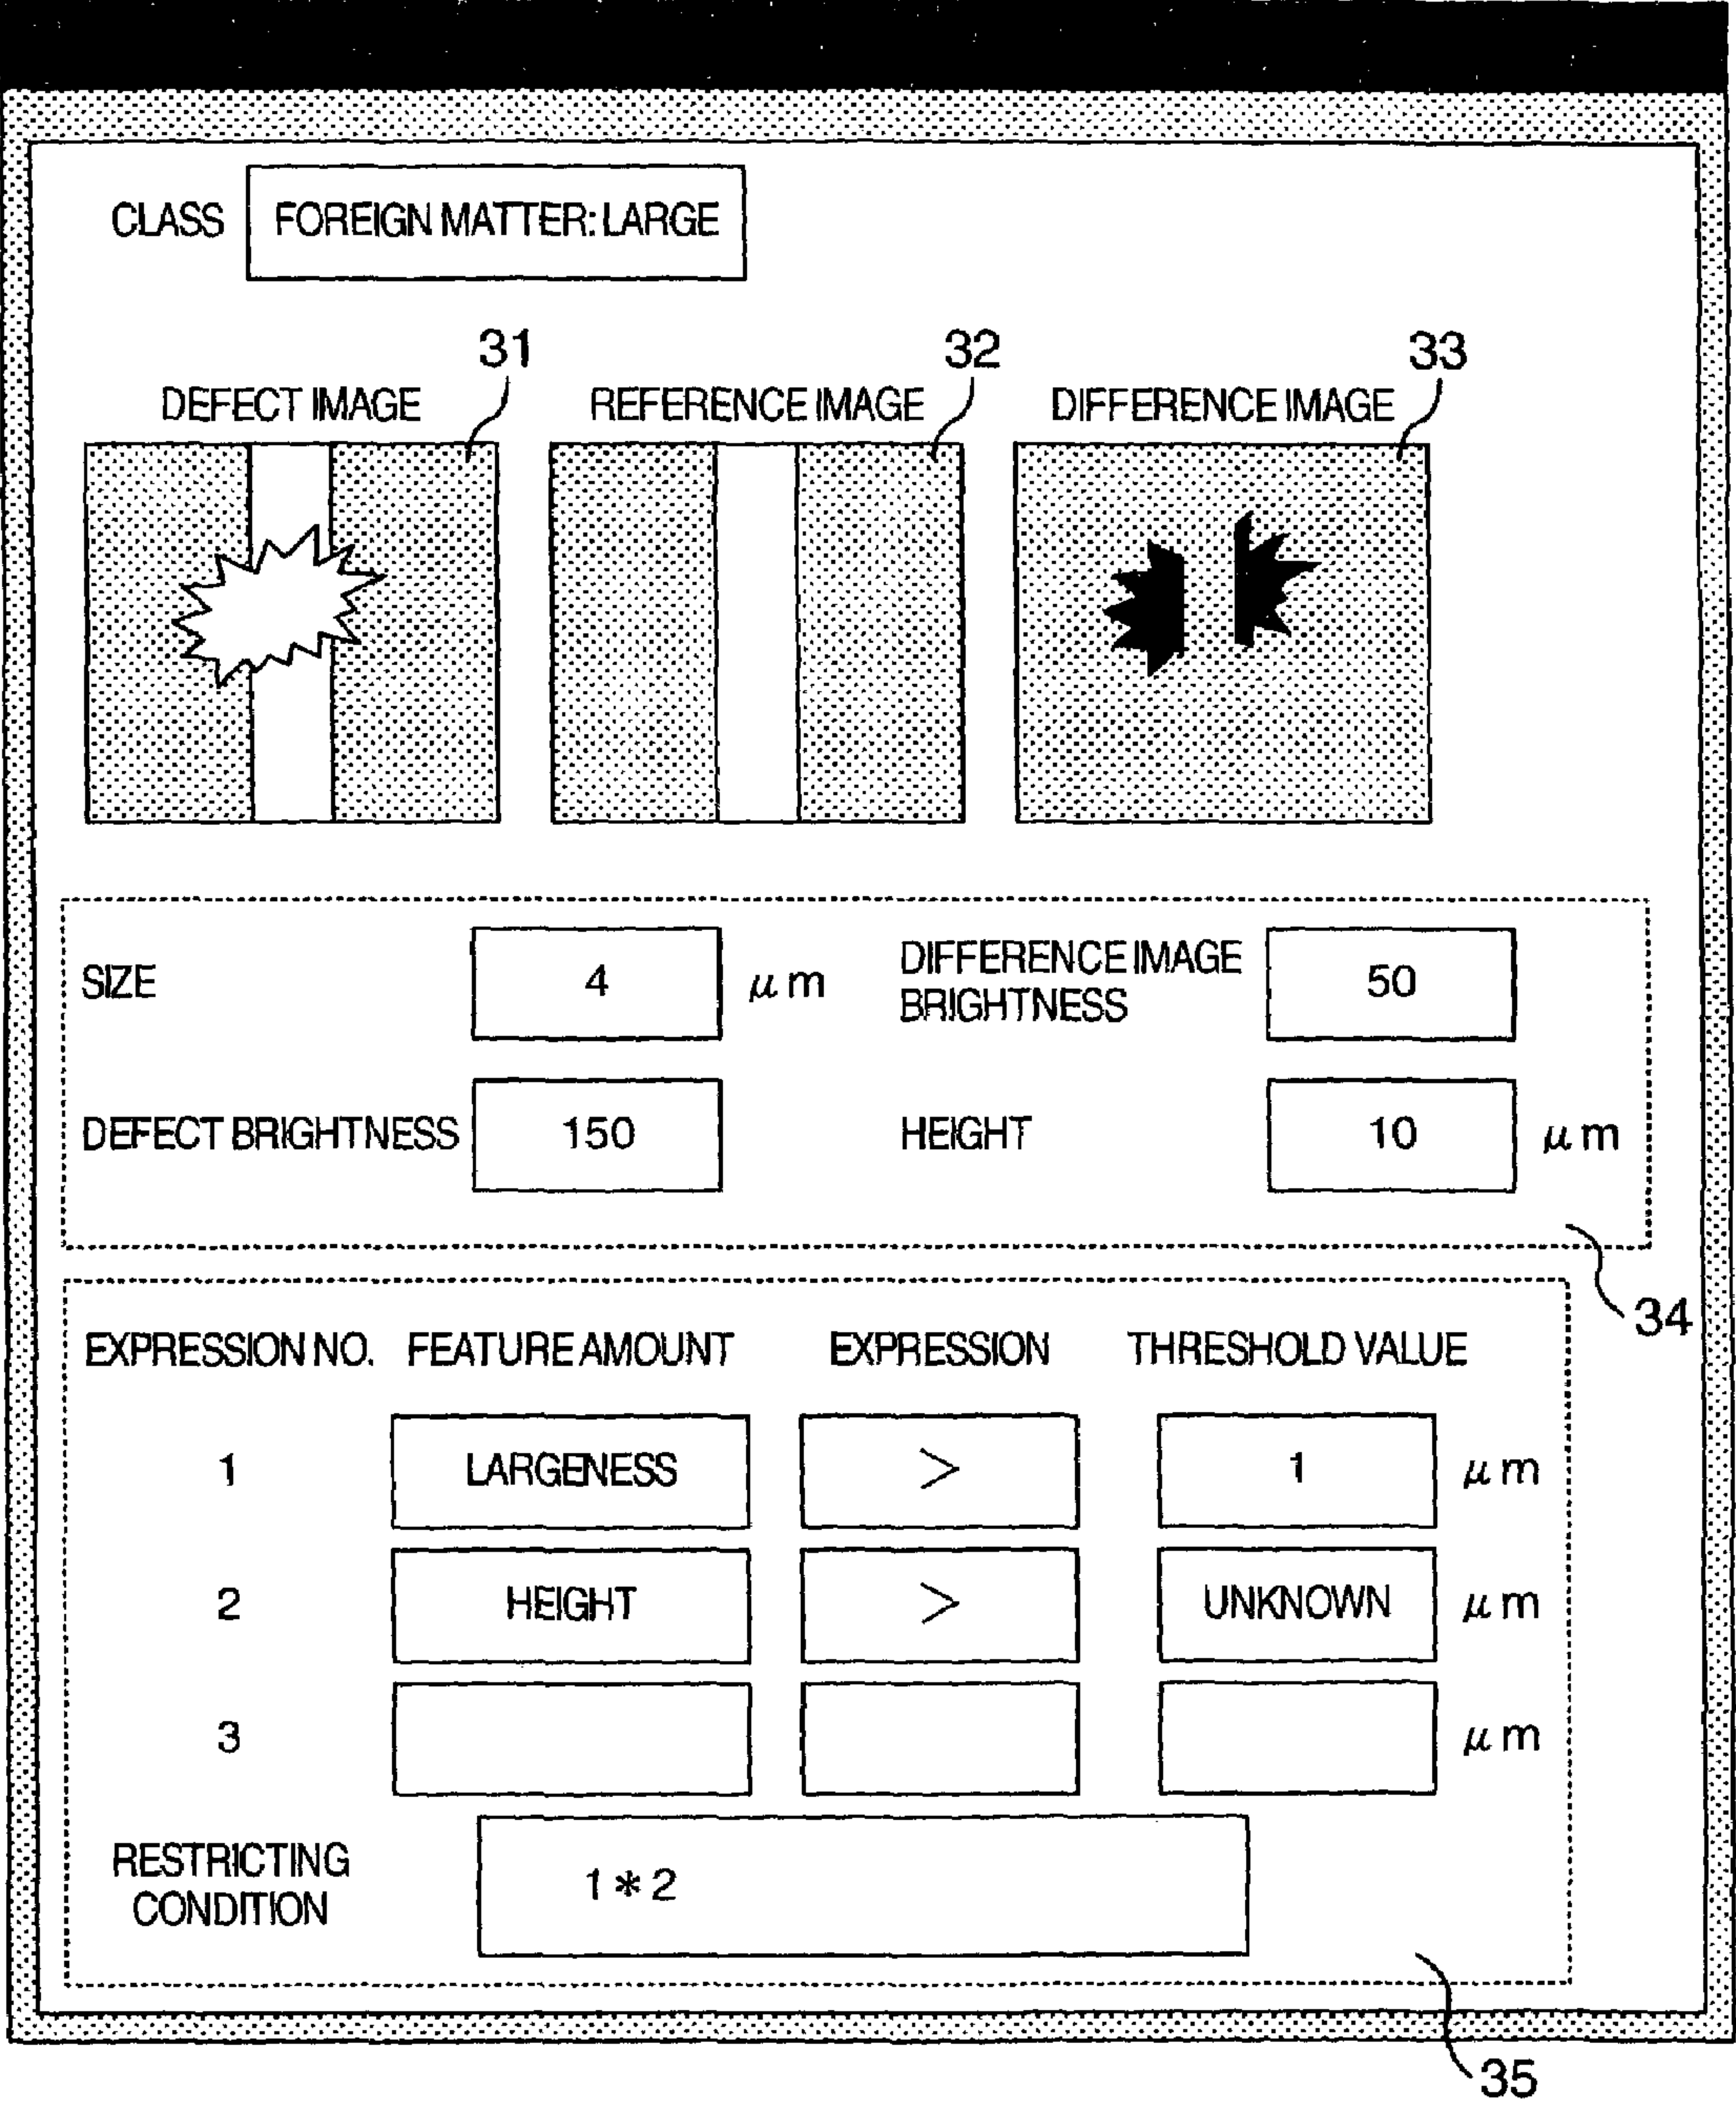 CLASS FOREIGN MATTER: LARGE
31 32 33
DEFECT IMAGE REFERENCE IMAGE DIFFERENCE IMAGE
SIZE 4 μm DIFFERENCE IMAGE BRIGHTNESS 50
DEFECT BRIGHTNESS 150 HEIGHT 10 μm
34
EXPRESSION NO. FEATURE AMOUNT EXPRESSION THRESHOLD VALUE
1 LARGENESS > 1 μm
2 HEIGHT > UNKNOWN μm
3 μm
RESTRICTING CONDITION 1*2
35